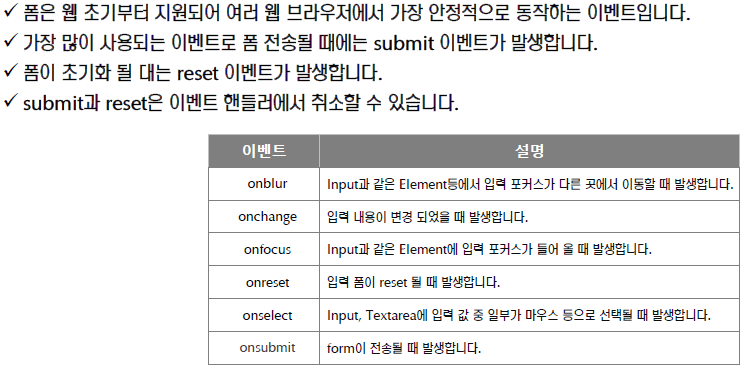 ✓ 폼은 웹 초기부터 지원되어 여러 웹 브라우저에서 가장 안정적으로 동작하는 이벤트입니다.
✓ 가장 많이 사용되는 이벤트로 폼 전송될 때에는 submit 이벤트가 발생합니다.
✓ 폼이 초기화 될 대는 reset 이벤트가 발생합니다.
✓ submit과 reset은 이벤트 핸들러에서 취소할 수 있습니다.
이벤트 설명
onblur Input과 같은 Element등에서 입력 포커스가 다른 곳에서 이동할 때 발생합니다.
onchange 입력 내용이 변경 되었을 때 발생합니다.
onfocus Input과 같은 Element에 입력 포커스가 들어 올 때 발생합니다.
onreset 입력 폼이 reset 될 때 발생합니다.
onselect Input, Textarea에 입력 값 중 일부가 마우스 등으로 선택될 때 발생합니다.
onsubmit form이 전송될 때 발생합니다.